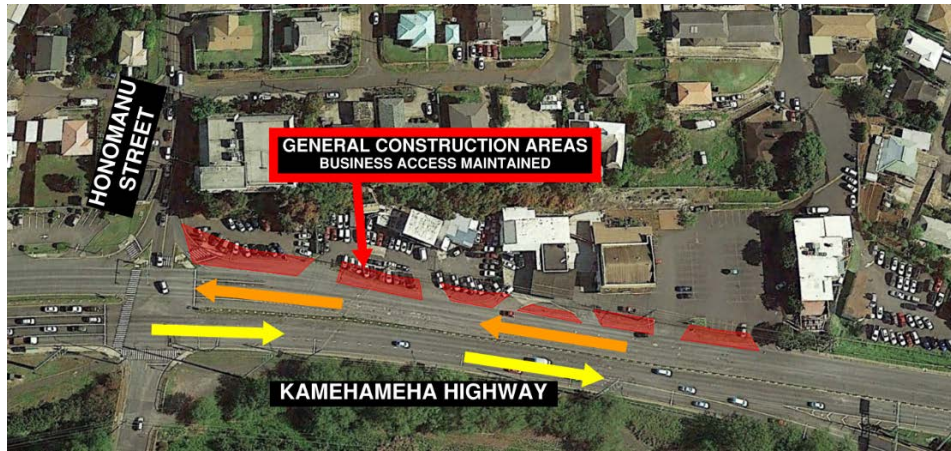 HONOMANU
STREET
GENERAL CONSTRUCTION AREAS
BUSINESS ACCESS MAINTAINED
KAMEHAMEHA HIGHWAY